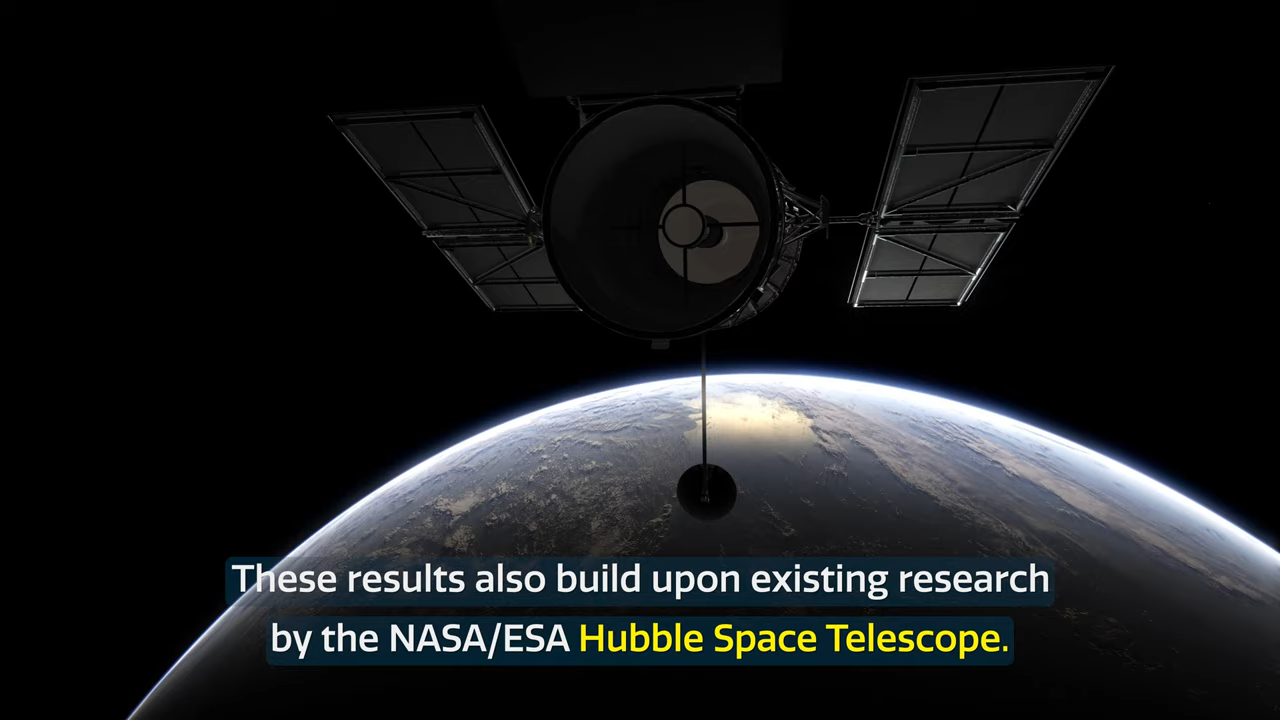 These results also build upon existing research
by the NASA/ESA Hubble Space Telescope.